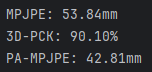 MPJPE: 53.84mm
3D-PCK: 90.10%
PA-MPJPE: 42.81mm